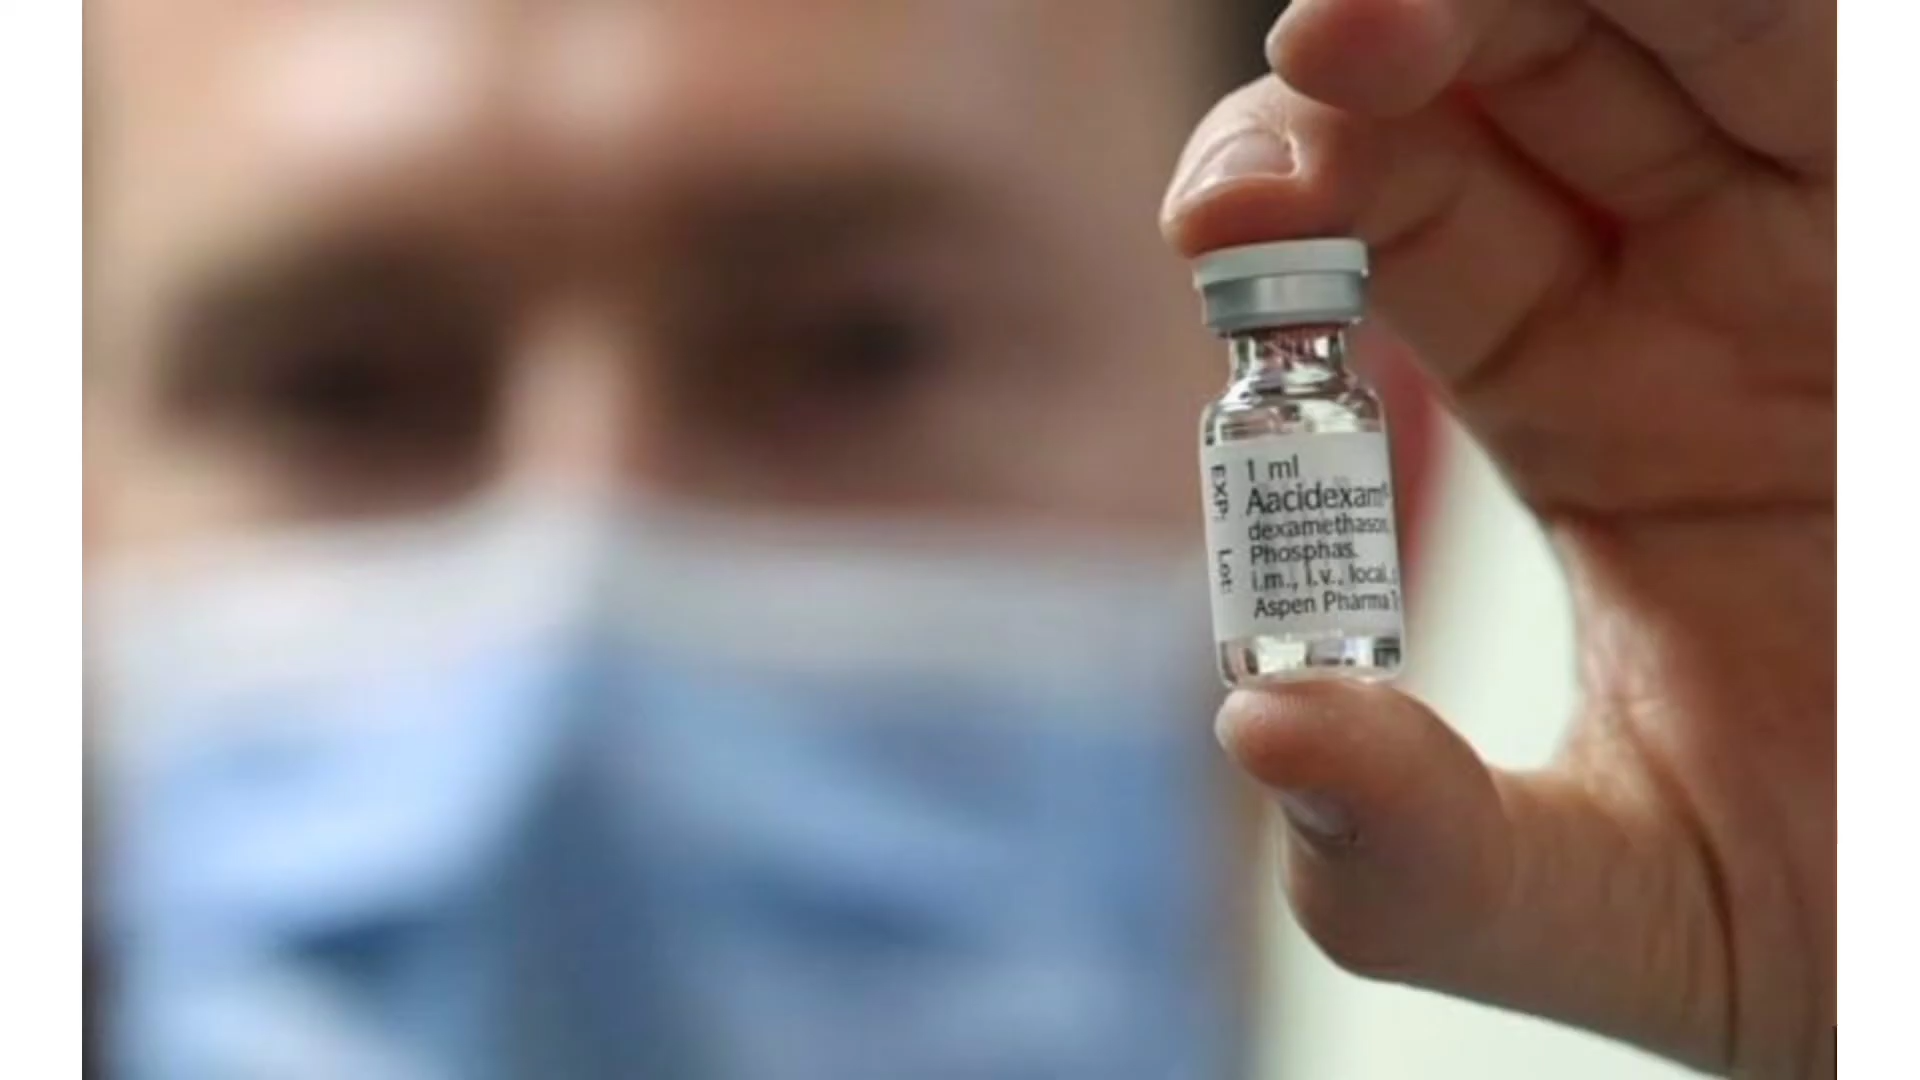 1 ml
Aacidexam®
dexamethason.
Phosphas.
i.m., i.v., local,
Aspen Pharma
EXP:
Lot: